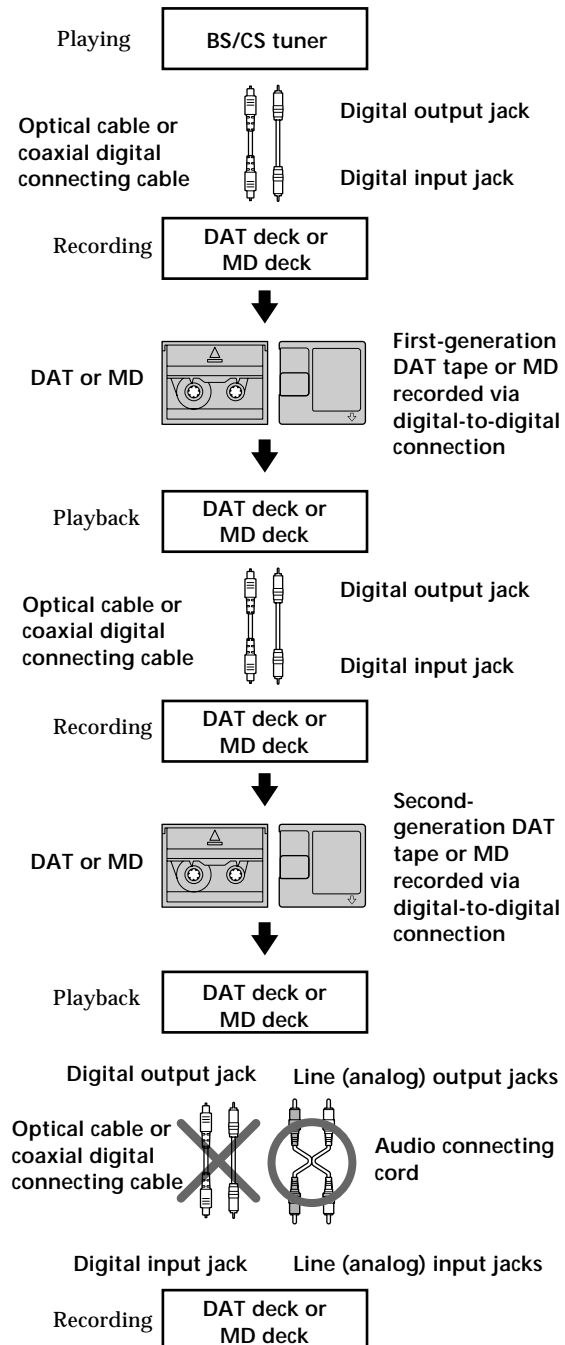 Playing
BS/CS tuner
Optical cable or
coaxial digital
connecting cable
Digital output jack
Digital input jack
Recording
DAT deck or
MD deck
DAT or MD
First-generation
DAT tape or MD
recorded via
digital-to-digital
connection
Playback
DAT deck or
MD deck
Optical cable or
coaxial digital
connecting cable
Digital output jack
Digital input jack
Recording
DAT deck or
MD deck
DAT or MD
Second-
generation DAT
tape or MD
recorded via
digital-to-digital
connection
Playback
DAT deck or
MD deck
Digital output jack
Line (analog) output jacks
Optical cable or
coaxial digital
connecting cable
Audio connecting
cord
Digital input jack
Line (analog) input jacks
Recording
DAT deck or
MD deck